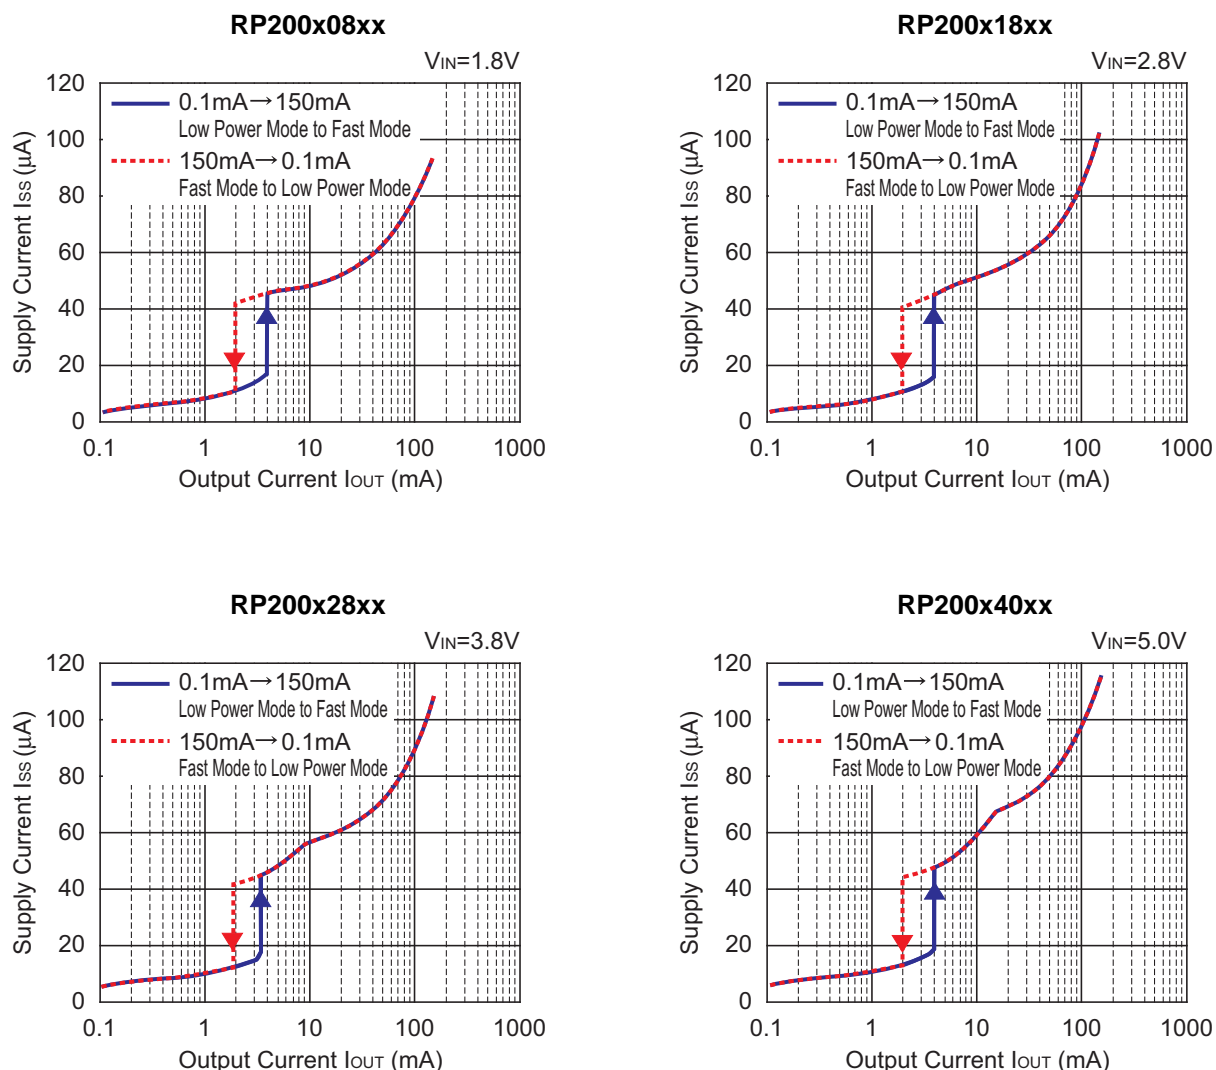 RP200x08xx
VIN=1.8V
120
100
80
60
40
20
0
Supply Current ISS (µA)
0.1mA→150mA
Low Power Mode to Fast Mode
150mA→0.1mA
Fast Mode to Low Power Mode
0.1 1 10 100 1000
Output Current IOUT (mA)
RP200x18xx
VIN=2.8V
120
100
80
60
40
20
0
Supply Current ISS (µA)
0.1mA→150mA
Low Power Mode to Fast Mode
150mA→0.1mA
Fast Mode to Low Power Mode
0.1 1 10 100 1000
Output Current IOUT (mA)
RP200x28xx
VIN=3.8V
120
100
80
60
40
20
0
Supply Current ISS (µA)
0.1mA→150mA
Low Power Mode to Fast Mode
150mA→0.1mA
Fast Mode to Low Power Mode
0.1 1 10 100 1000
Output Current IOUT (mA)
RP200x40xx
VIN=5.0V
120
100
80
60
40
20
0
Supply Current ISS (µA)
0.1mA→150mA
Low Power Mode to Fast Mode
150mA→0.1mA
Fast Mode to Low Power Mode
0.1 1 10 100 1000
Output Current IOUT (mA)